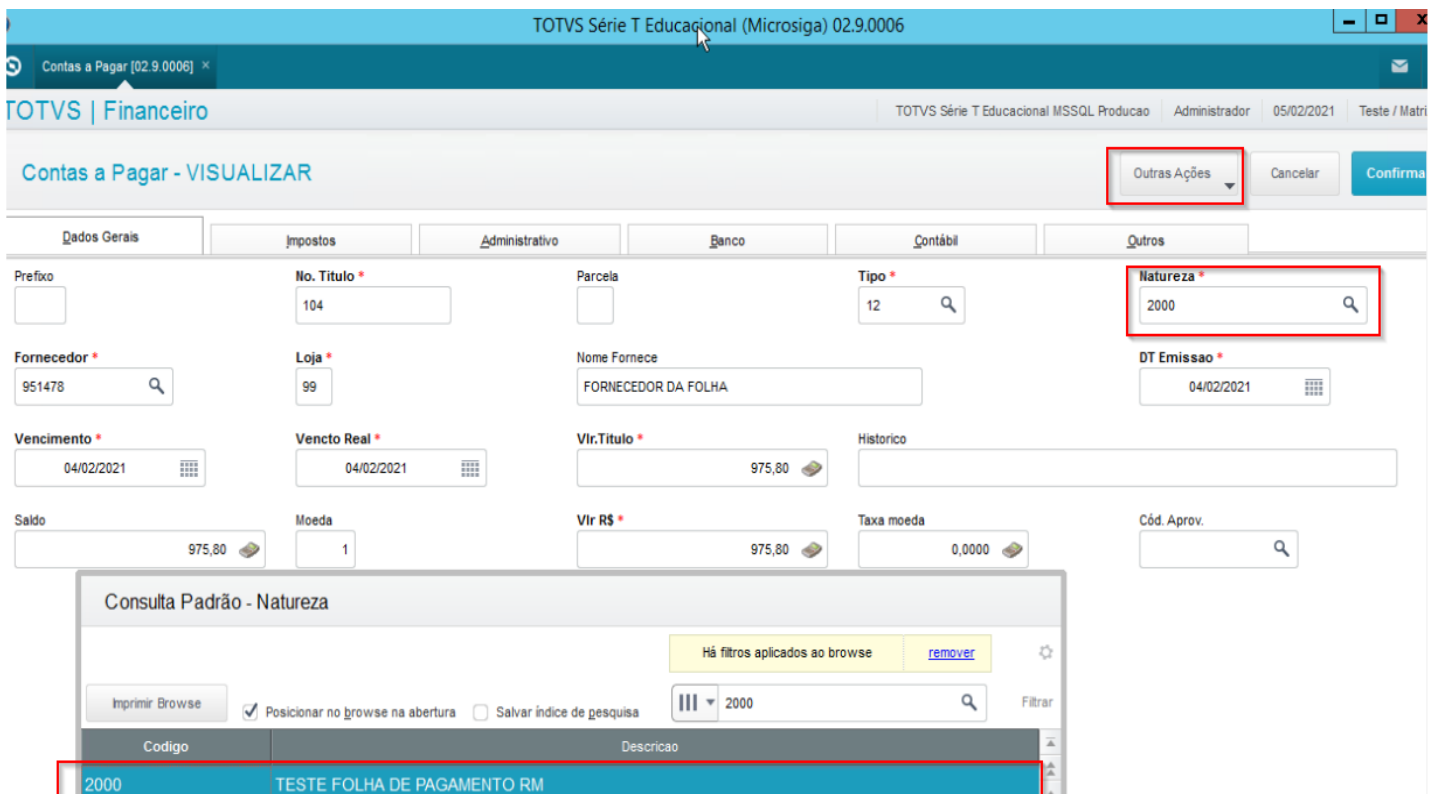 TOTVS Série T Educacional (Microsiga) 02.9.0006
Contas a Pagar [02.9.0006] ×
TOTVS | Financeiro
TOTVS Série T Educacional MSSQL Producao Administrador 05/02/2021 Teste / Matri
Contas a Pagar - VISUALIZAR
Outras Ações Cancelar Confirma
Dados Gerais Impostos Administrativo Banco Contábil Outros
Prefixo No. Titulo * Parcela Tipo * Natureza *
104 12 2000
Fornecedor * Loja * Nome Fornece DT Emissao *
951478 99 FORNECEDOR DA FOLHA 04/02/2021
Vencimento * Vencto Real * Vlr.Titulo * Historico
04/02/2021 04/02/2021 975,80
Saldo Moeda Vlr R$ * Taxa moeda Cód. Aprov.
975,80 1 975,80 0,0000
Consulta Padrão - Natureza
Há filtros aplicados ao browse remover
Imprimir Browse Posicionar no browse na abertura Salvar índice de pesquisa 2000 Filtrar
Codigo Descricao
2000 TESTE FOLHA DE PAGAMENTO RM